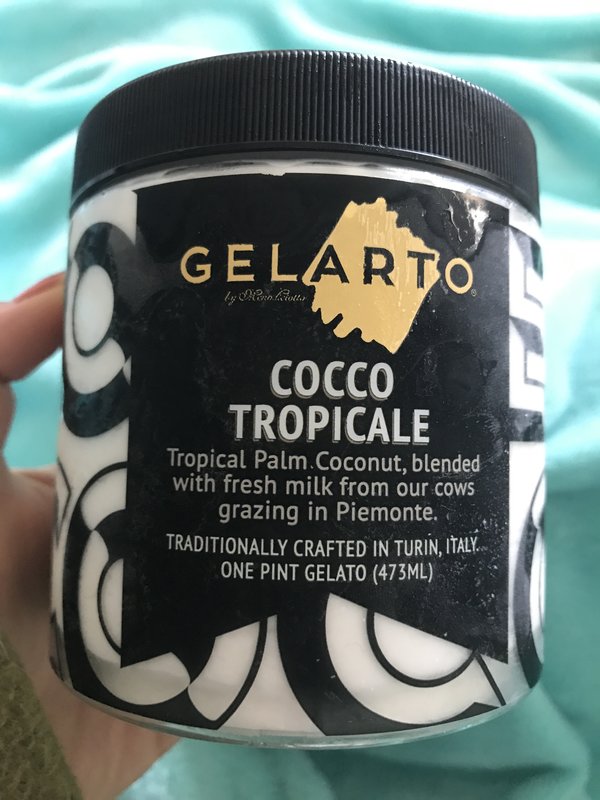 GELARTO
COCCO
TROPICALE
Tropical Palm Coconut, blended
with fresh milk from our cows
grazing in Piemonte.
TRADITIONALLY CRAFTED IN TURIN, ITALY.
ONE PINT GELATO (473ML)